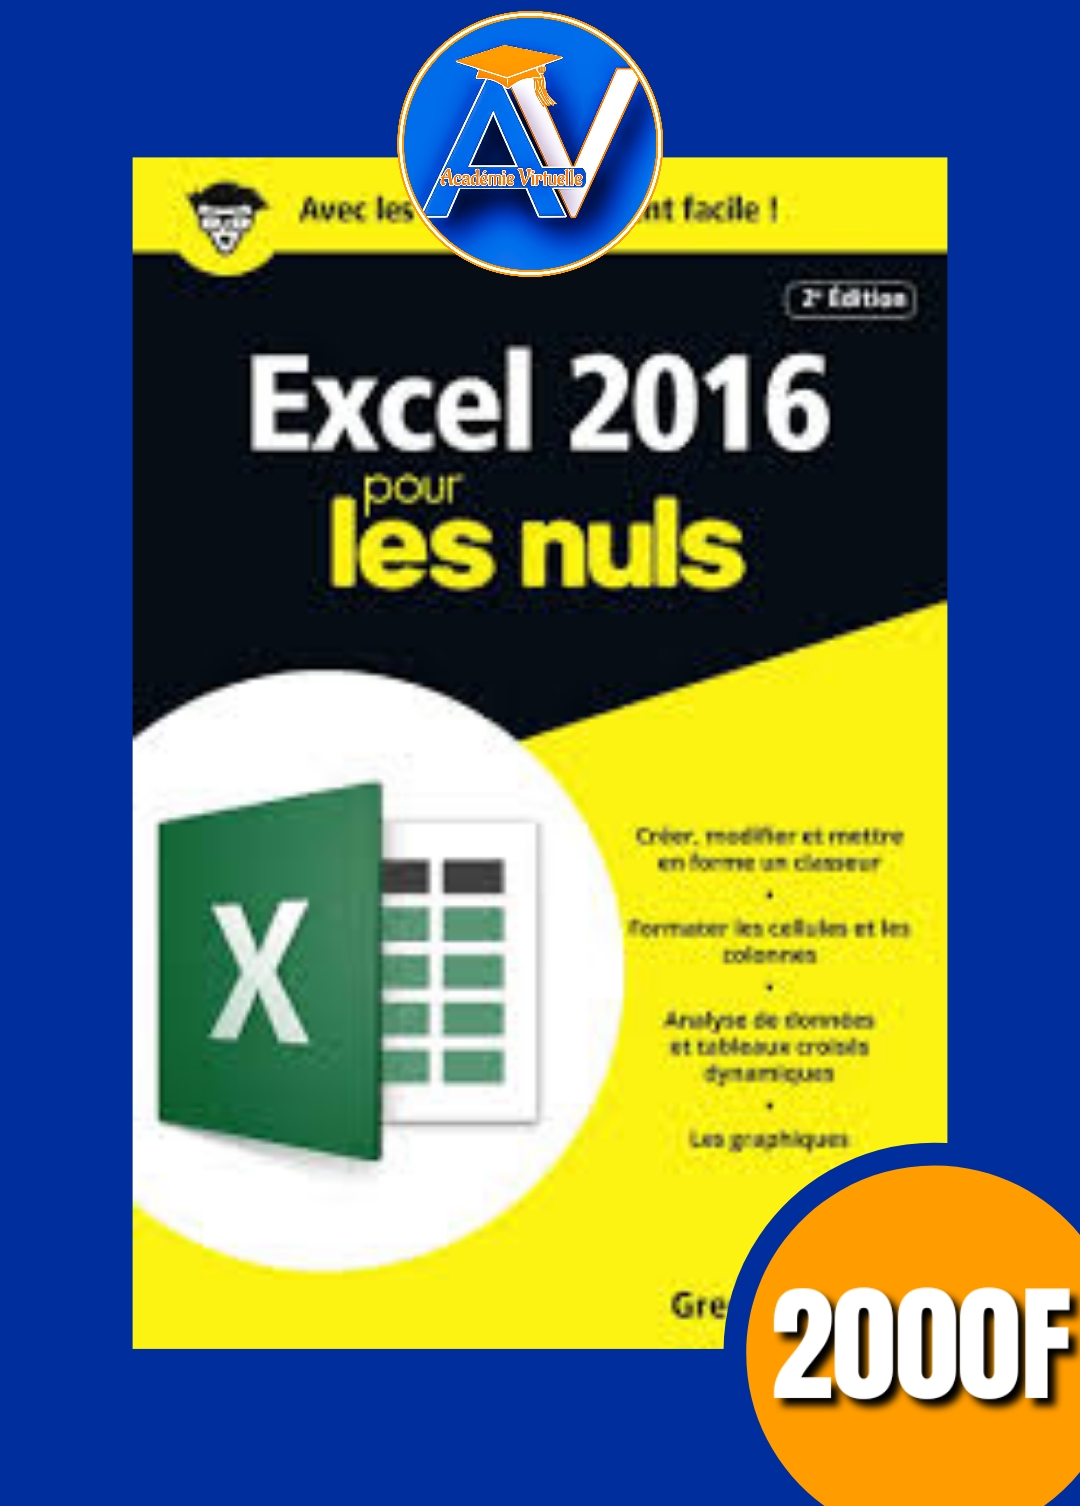 AV
Académie Virtuelle
Avec les nt facile !
2e Édition
Excel 2016
pour
les nuls
X
Créer, modifier et mettre
en forme un classeur
•
Formater les cellules et les
colonnes
•
Analyse de données
et tableaux croisés
dynamiques
•
Les graphiques
Gre
2000F